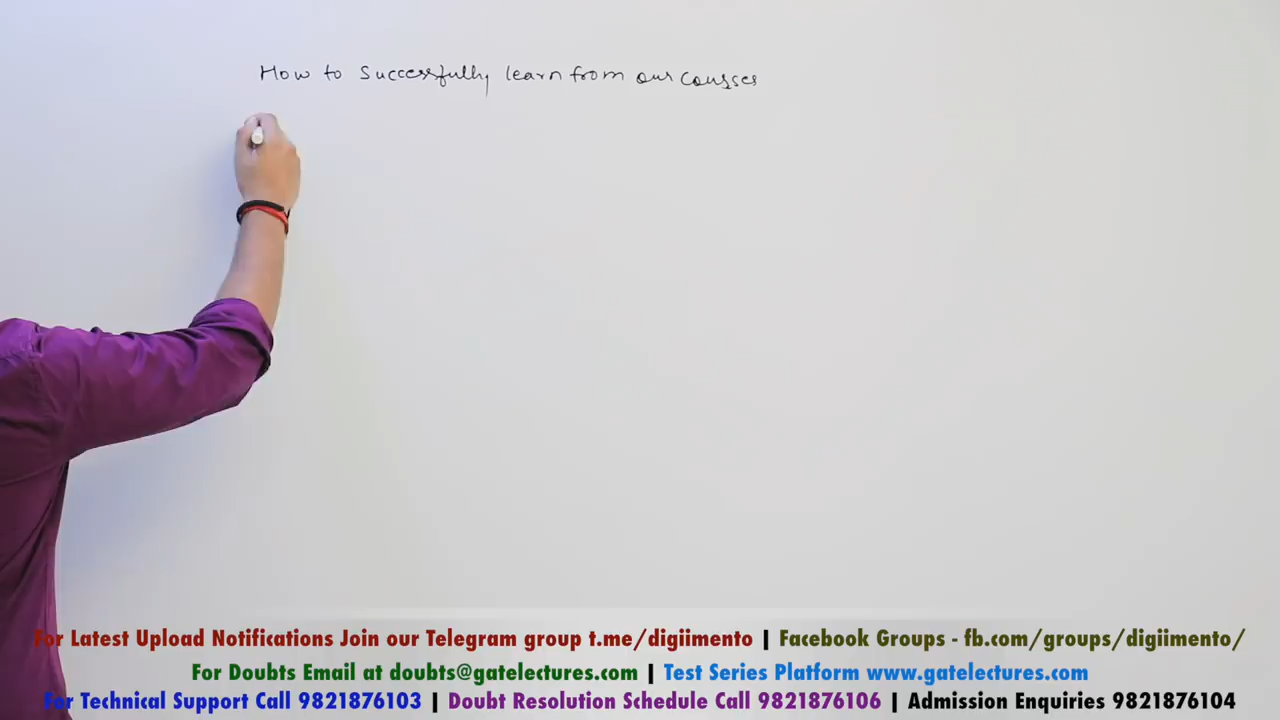 How to Successfully learn from our courses
For Latest Upload Notifications Join our Telegram group t.me/digiimento | Facebook Groups - fb.com/groups/digiimento/
For Doubts Email at doubts@gatelectures.com | Test Series Platform www.gatelectures.com
For Technical Support Call 9821876103 | Doubt Resolution Schedule Call 9821876106 | Admission Enquiries 9821876104